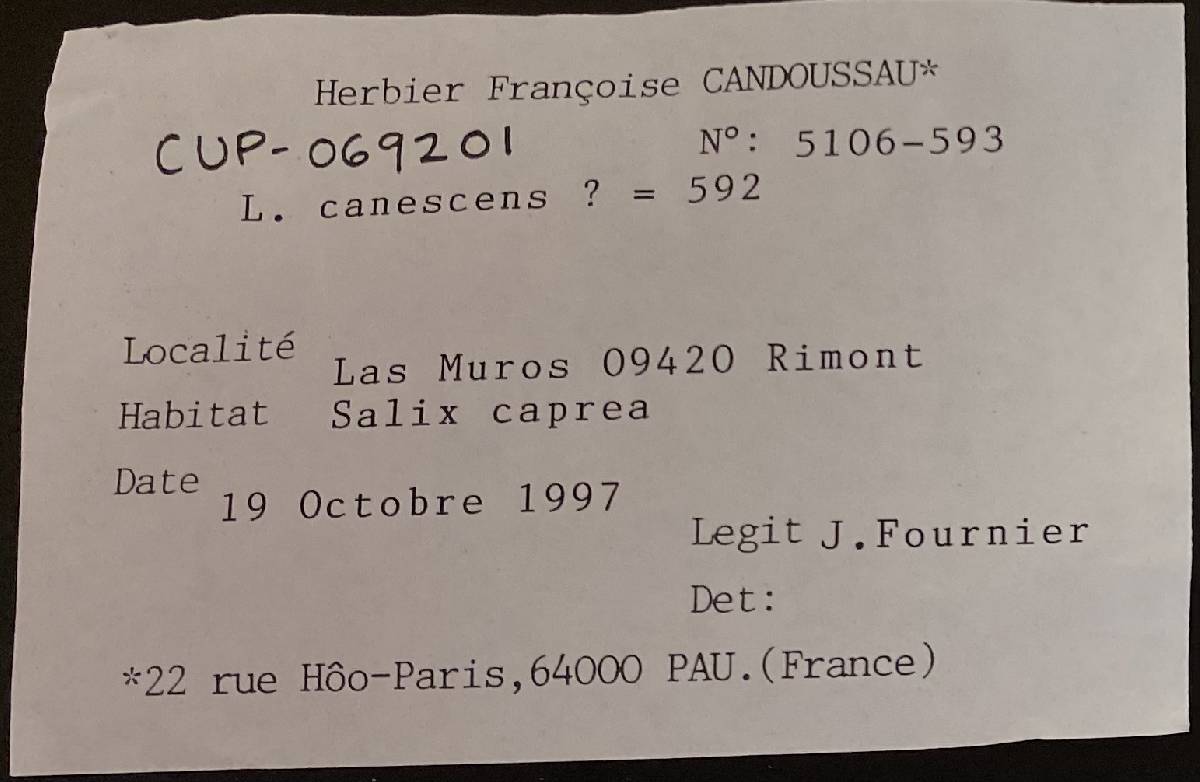 Herbier Françoise CANDOUSSAU*
CUP-069201 N°: 5106-593
L. canescens ? = 592
Localité Las Muros 09420 Rimont
Habitat Salix caprea
Date 19 Octobre 1997
Legit J.Fournier
Det:
*22 rue Hôo-Paris,64000 PAU.(France)